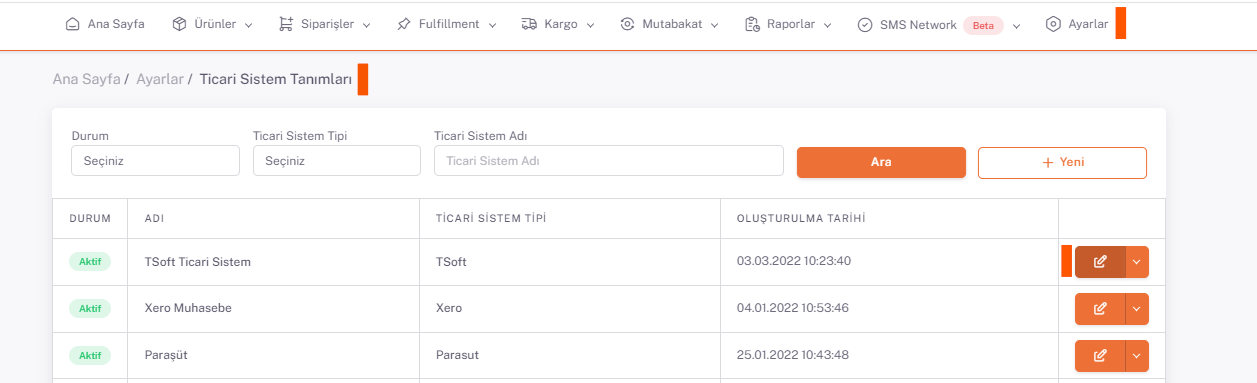 Ana Sayfa Ürünler Siparişler Fulfillment Kargo Mutabakat Raporlar SMS Network Beta Ayarlar
Ana Sayfa / Ayarlar / Ticari Sistem Tanımları
Durum Ticari Sistem Tipi Ticari Sistem Adı
Seçiniz Seçiniz Ticari Sistem Adı Ara + Yeni
DURUM ADI TİCARİ SİSTEM TİPİ OLUŞTURULMA TARİHİ
Aktif TSoft Ticari Sistem TSoft 03.03.2022 10:23:40
Aktif Xero Muhasebe Xero 04.01.2022 10:53:46
Aktif Paraşüt Parasut 25.01.2022 10:43:48